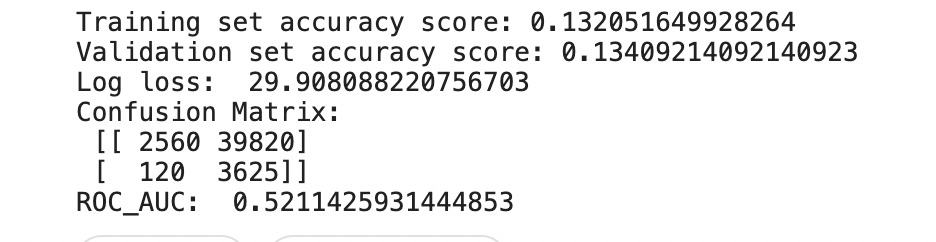 Training set accuracy score: 0.132051649928264
Validation set accuracy score: 0.13409214092140923
Log loss:  29.908088220756703
Confusion Matrix:
 [[ 2560 39820]
 [  120  3625]]
ROC_AUC:  0.5211425931444853